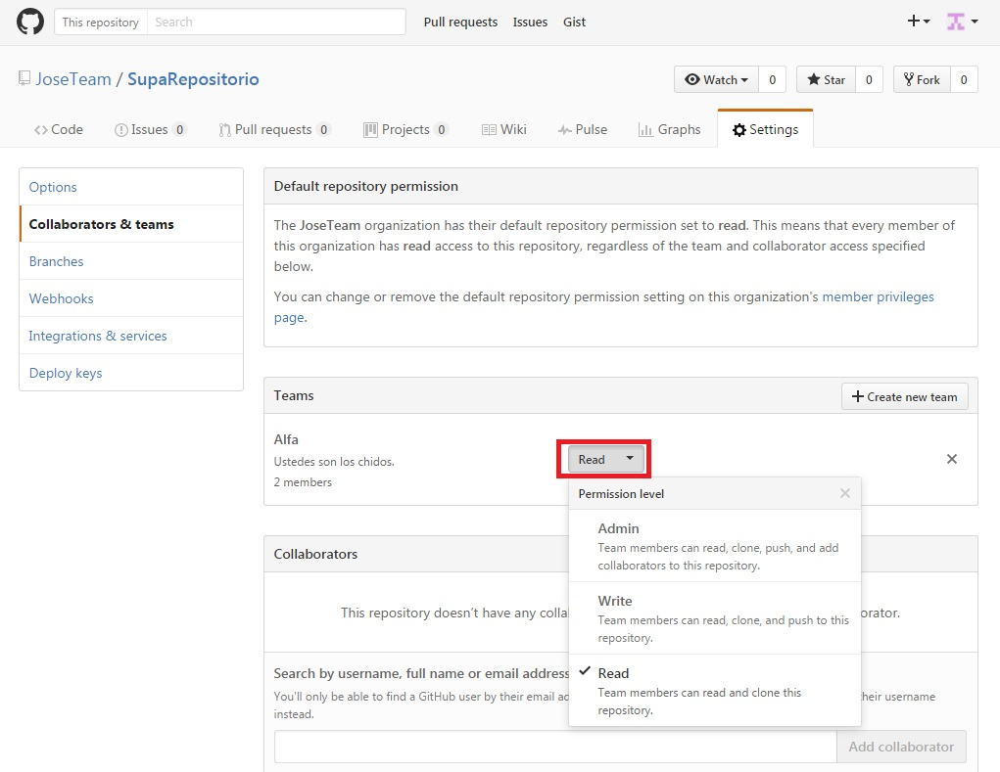 This repository Search Pull requests Issues Gist
JoseTeam / SupaRepositorio
Watch 0 Star 0 Fork 0
Code Issues 0 Pull requests 0 Projects 0 Wiki Pulse Graphs Settings
Options
Collaborators & teams
Branches
Webhooks
Integrations & services
Deploy keys
Default repository permission
The JoseTeam organization has their default repository permission set to read. This means that every member of
this organization has read access to this repository, regardless of the team and collaborator access specified
below.
You can change or remove the default repository permission setting on this organization's member privileges
page.
Teams
Create new team
Alfa
Ustedes son los chidos.
2 members
Read
Permission level
Admin
Team members can read, clone, push, and add
collaborators to this repository.
Write
Team members can read, clone, and push to this
repository.
Read
Team members can read and clone this
repository.
Collaborators
This repository doesn't have any
Search by username, full name or email address
You'll only be able to find a GitHub user by their email
username
instead.
Add collaborator